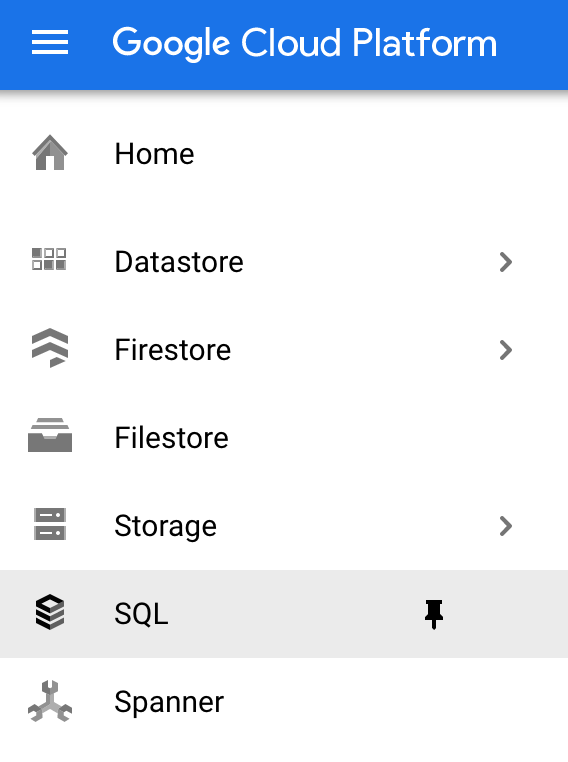 Google Cloud Platform
Home
Datastore
Firestore
Filestore
Storage
SQL
Spanner